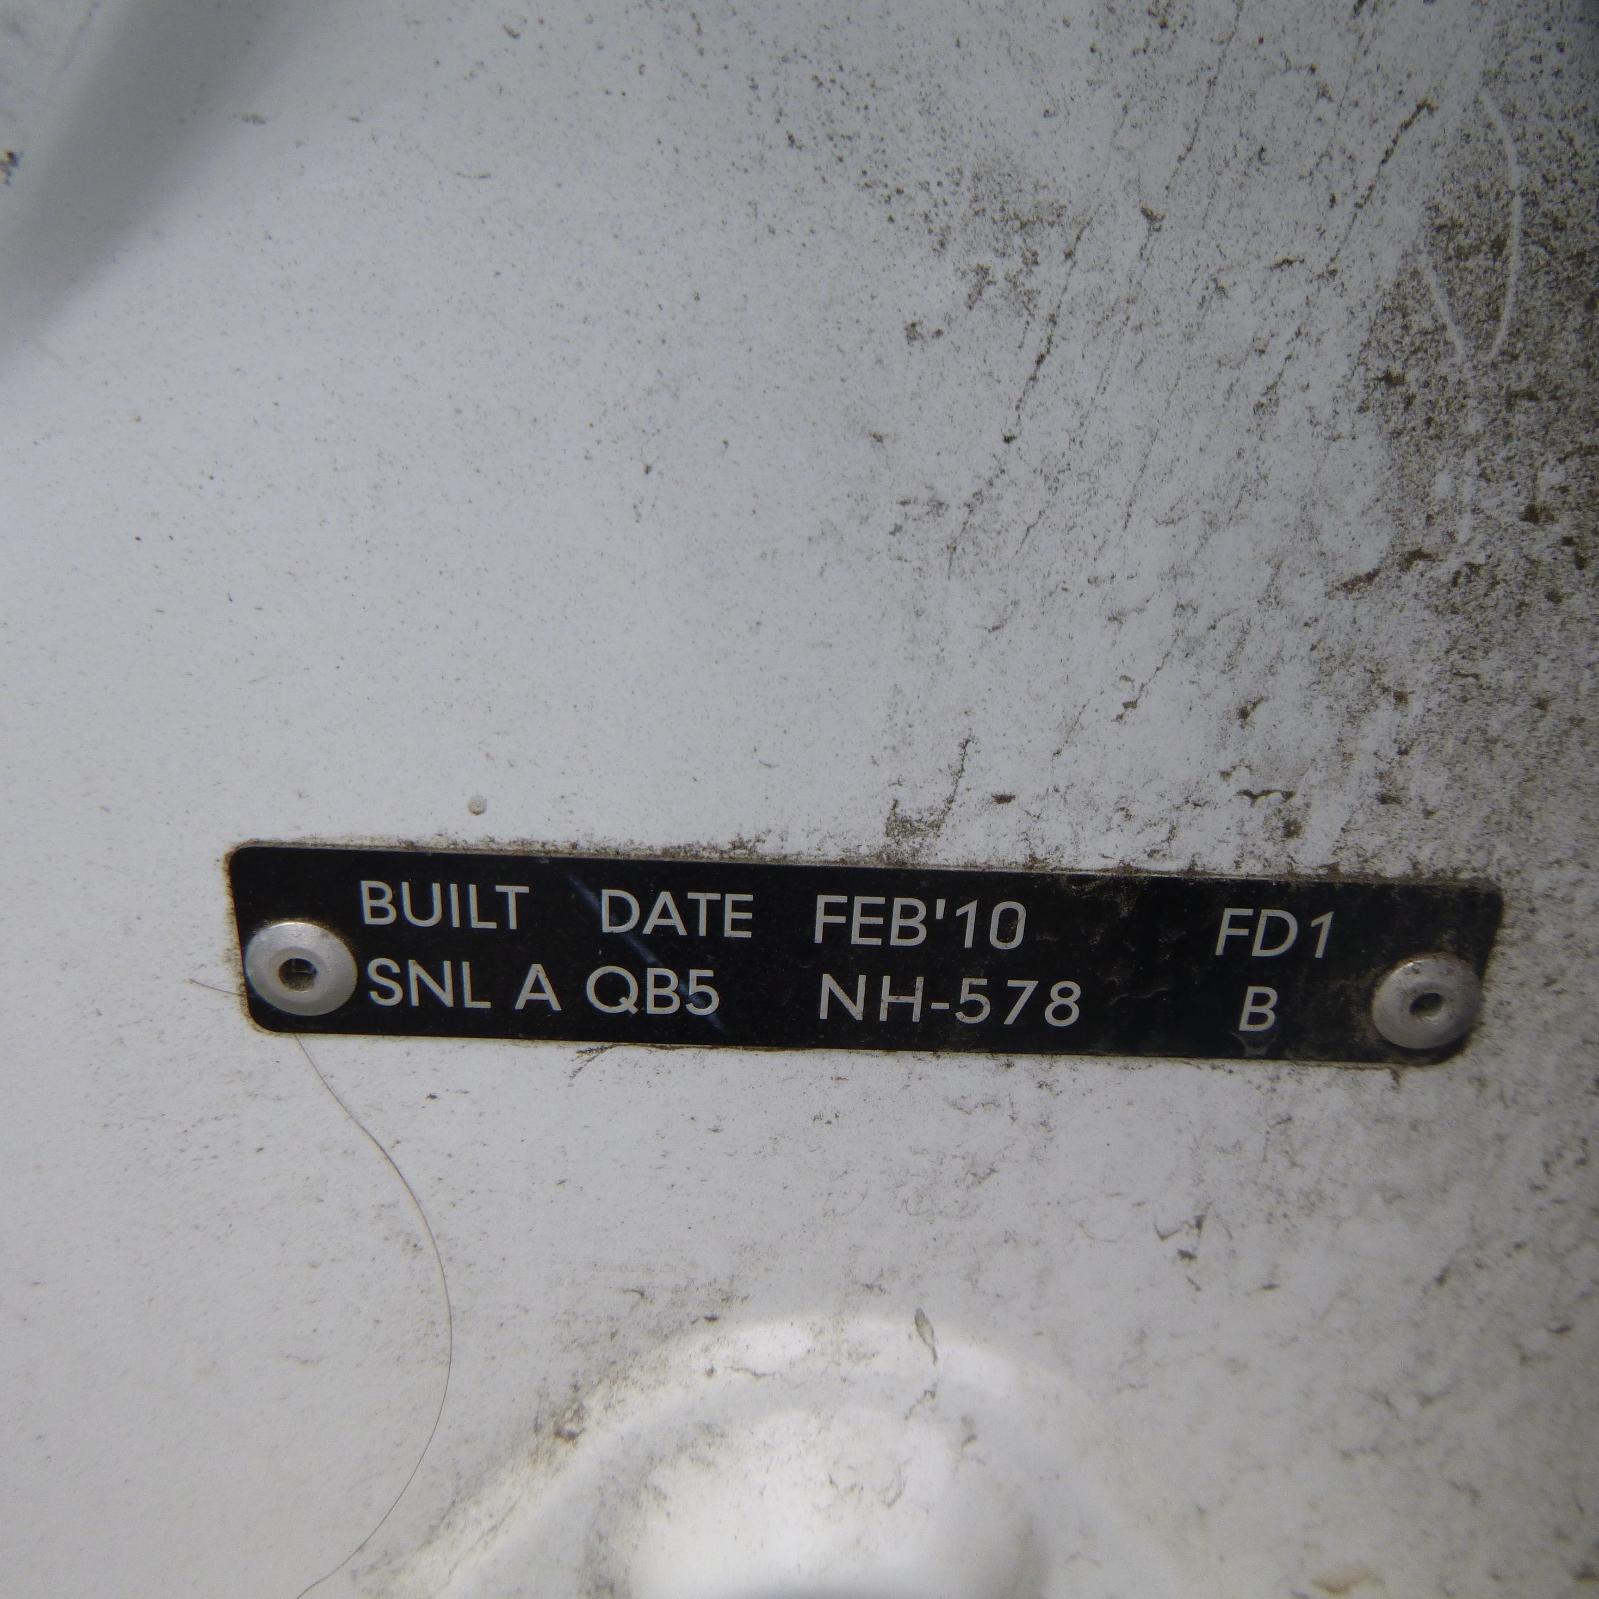 BUILT DATE FEB'10 FD1
SNL A QB5 NH-578 B